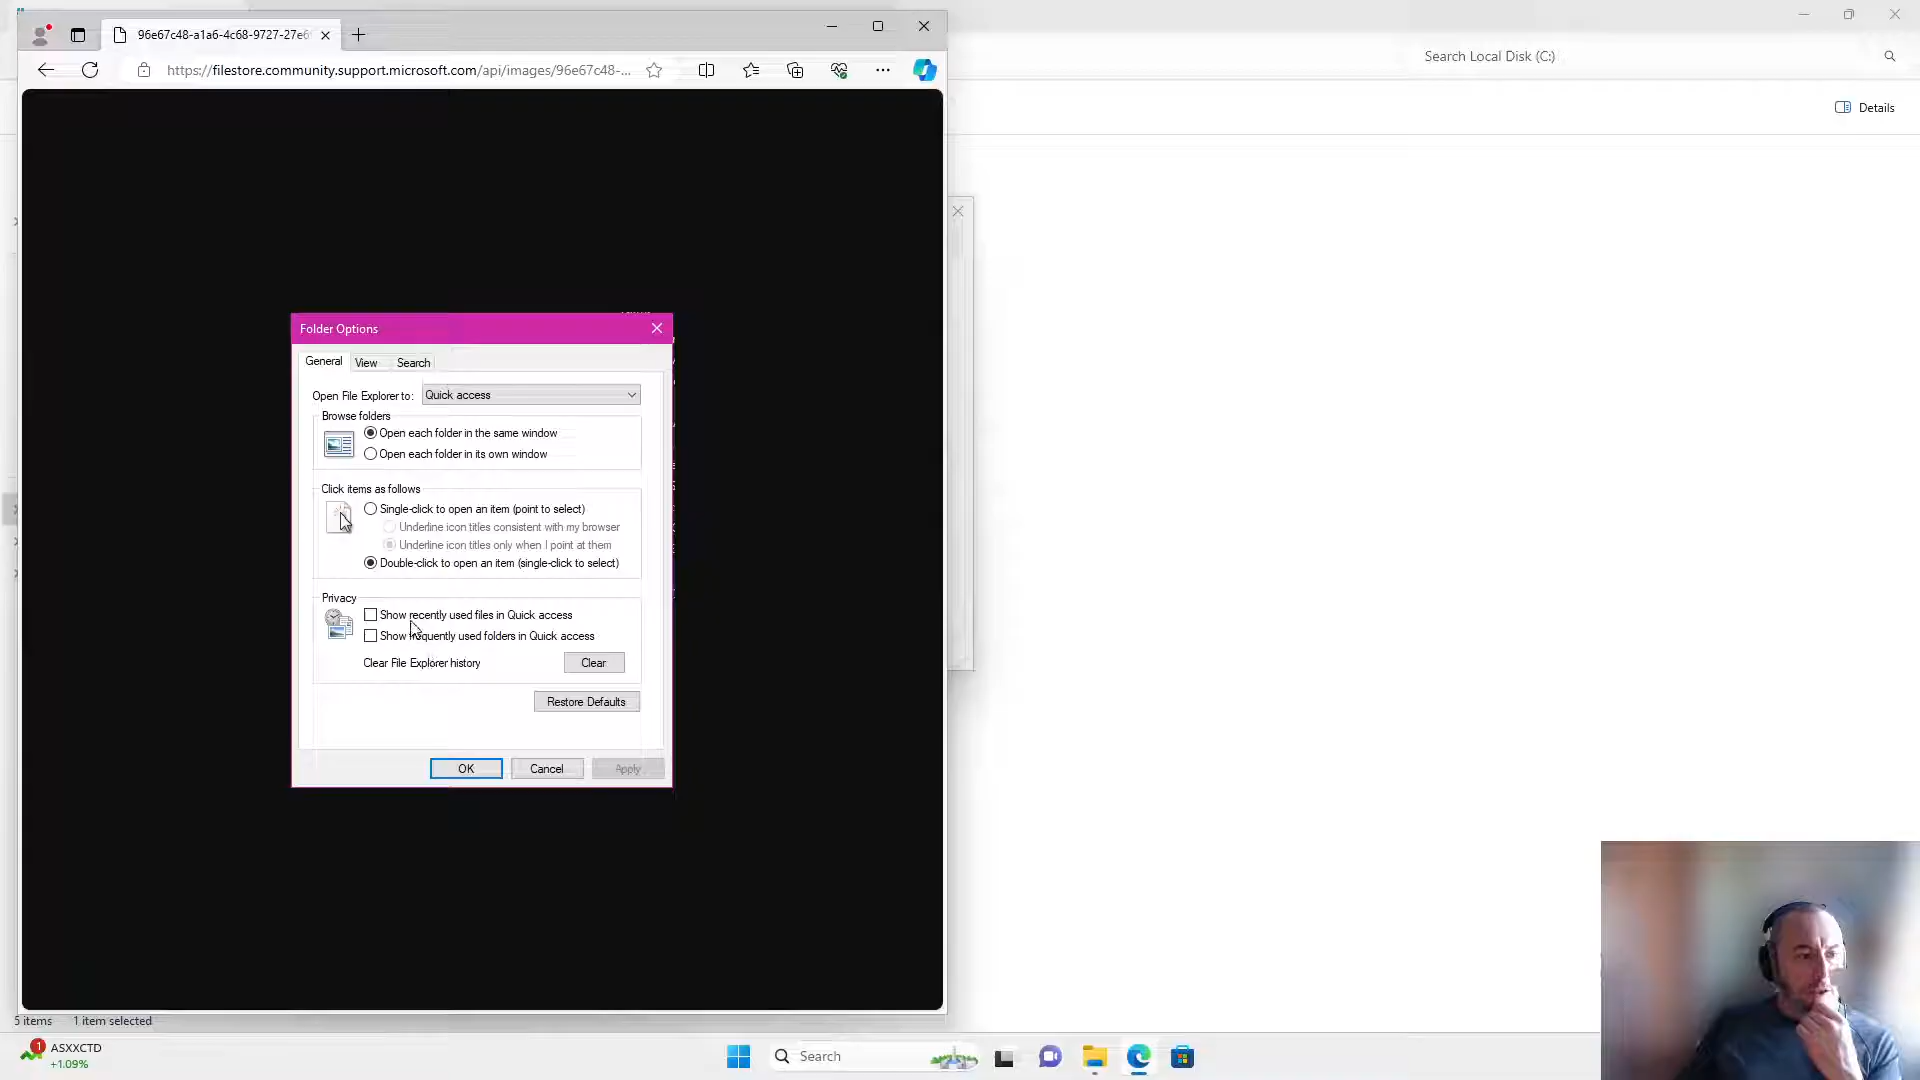 96e67c48-a1a6-4c68-9727-27e6
https://filestore.community.support.microsoft.com/api/images/96e67c48-...
Search Local Disk (C:)
Details
Folder Options
General View Search
Open File Explorer to: Quick access
Browse folders
Open each folder in the same window
Open each folder in its own window
Click items as follows
Single-click to open an item (point to select)
Underline icon titles consistent with my browser
Underline icon titles only when I point at them
Double-click to open an item (single-click to select)
Privacy
Show recently used files in Quick access
Show frequently used folders in Quick access
Clear File Explorer history Clear
Restore Defaults
OK Cancel Apply
5 items 1 item selected
1 ASXXCTD
+1.09%
Search